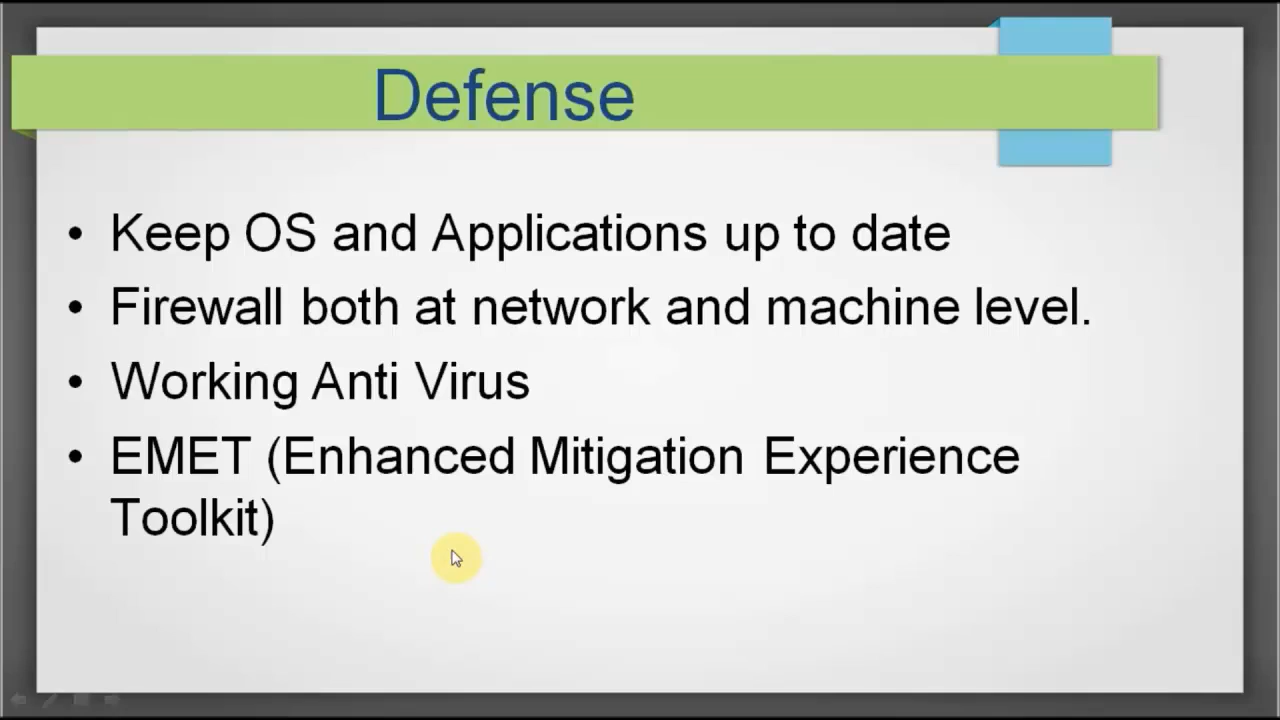 Defense
• Keep OS and Applications up to date
• Firewall both at network and machine level.
• Working Anti Virus
• EMET (Enhanced Mitigation Experience
Toolkit)